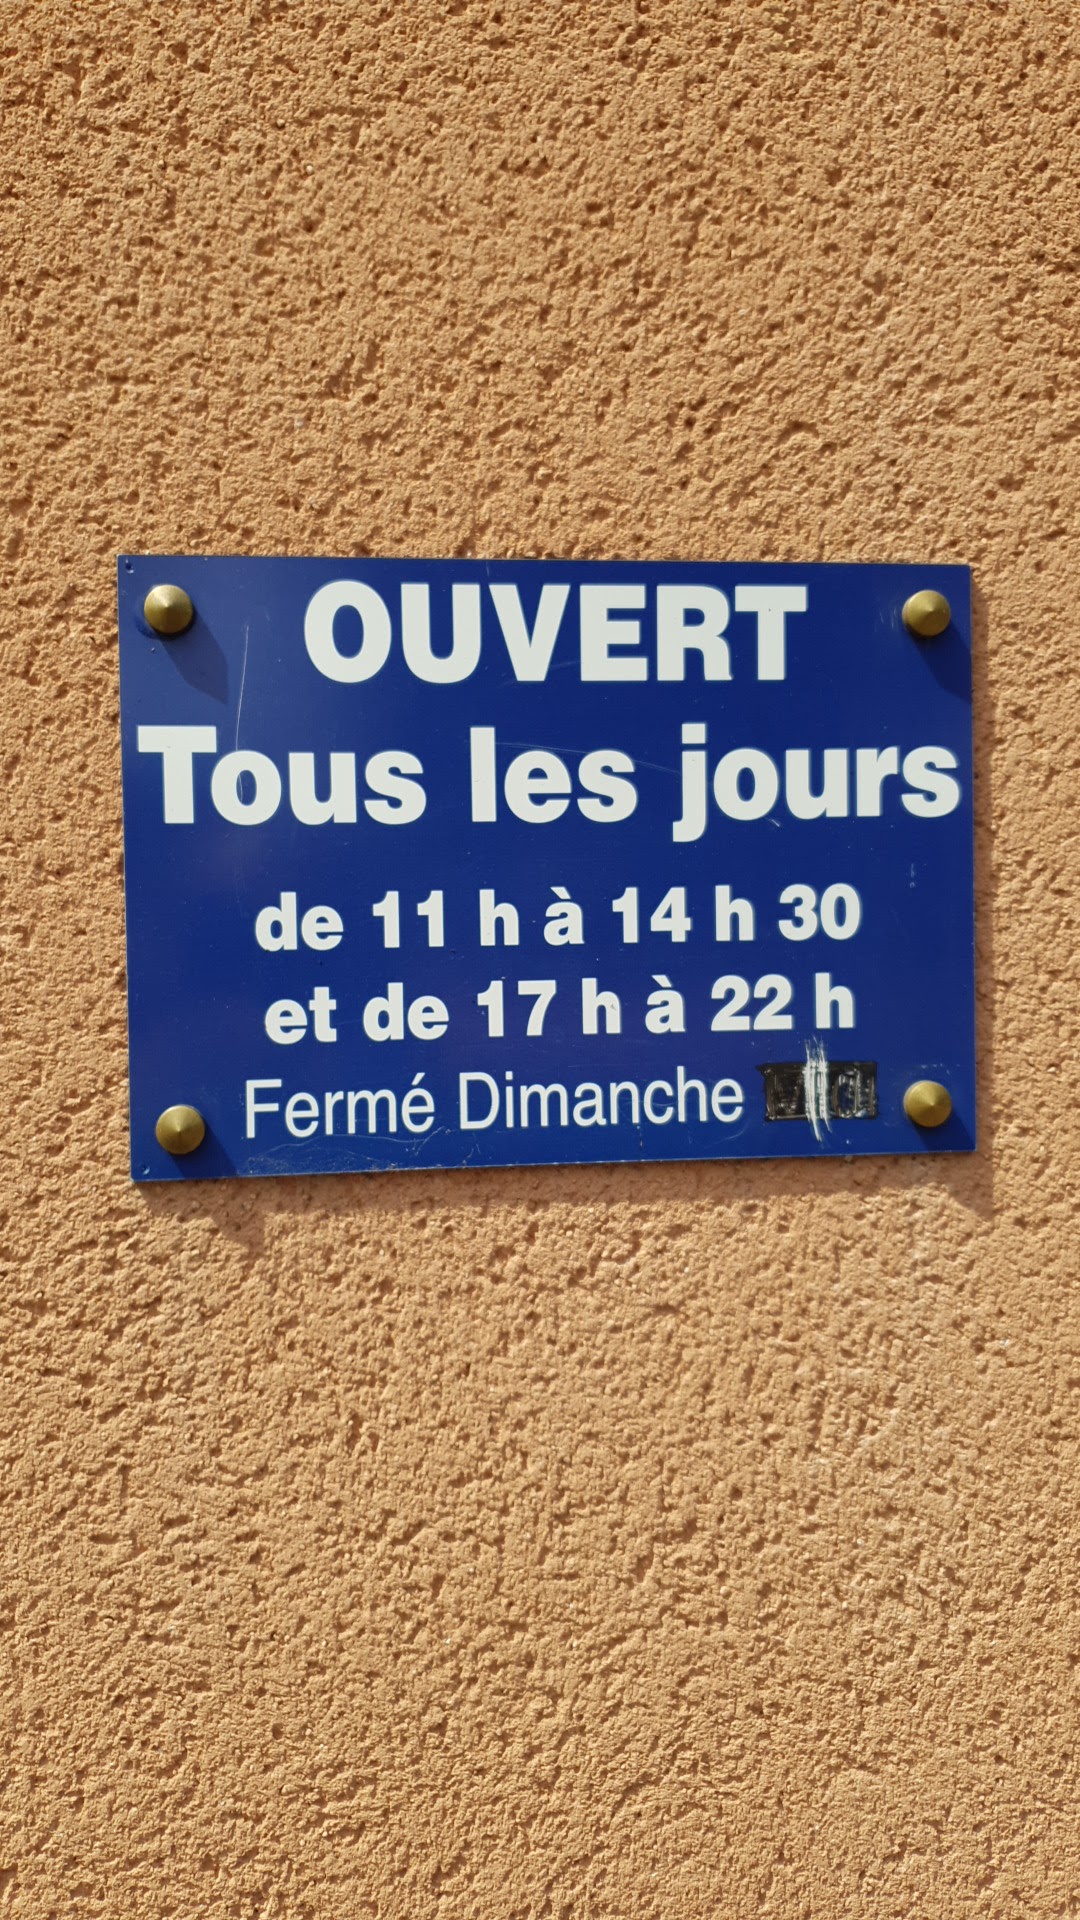 OUVERT
Tous les jours
de 11 h à 14 h 30
et de 17 h à 22 h
Fermé Dimanche